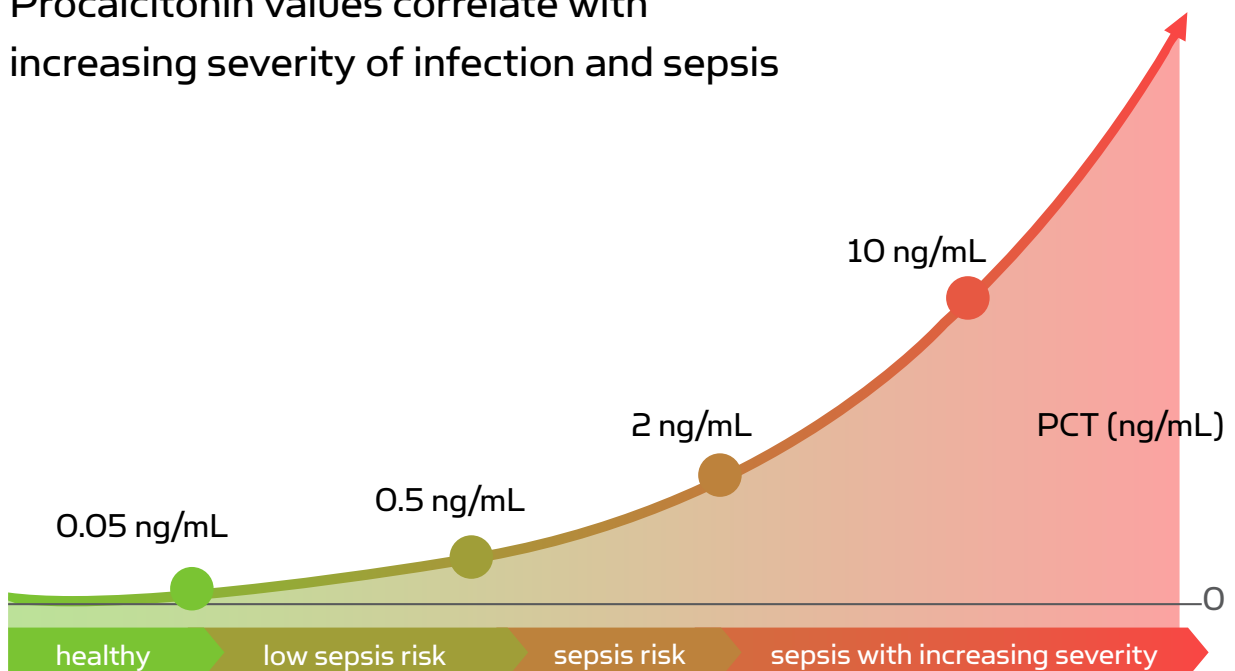 Procalcitonin values correlate with
increasing severity of infection and sepsis
10 ng/mL
2 ng/mL
PCT (ng/mL)
0.5 ng/mL
0.05 ng/mL
0
healthy
low sepsis risk
sepsis risk
sepsis with increasing severity